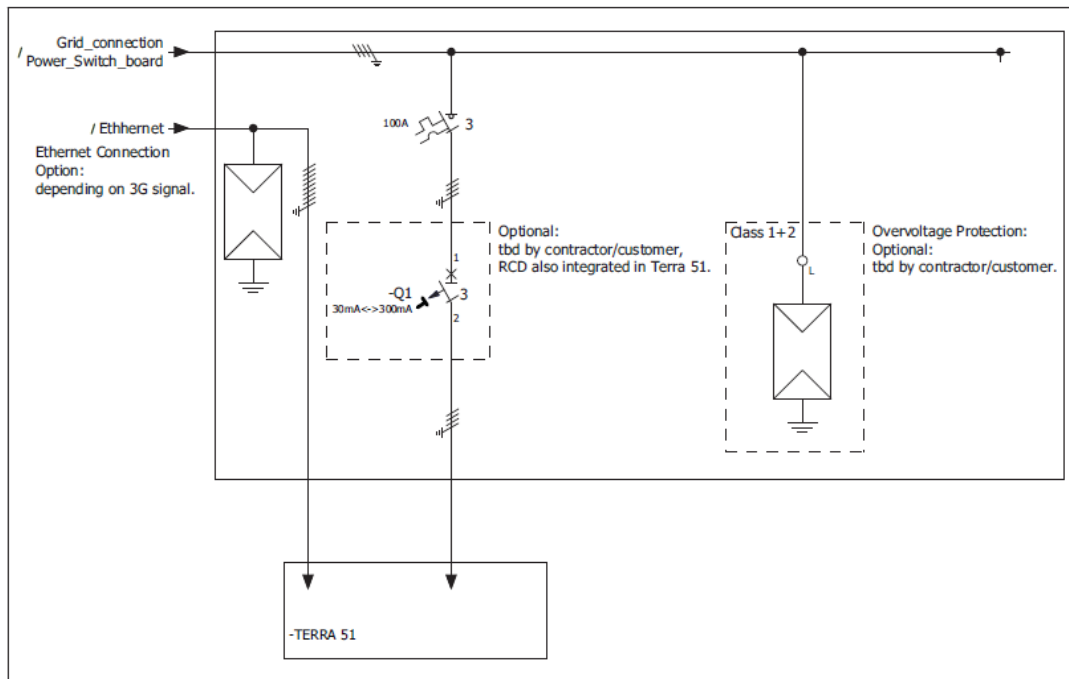 / Grid_connection
Power_Switch_board
/ Ethhernet
Ethernet Connection
Option:
depending on 3G signal.
100A
3
Optional:
tbd by contractor/customer,
RCD also integrated in Terra 51.
1
-Q1
3
30mA<->300mA
2
Class 1+2
L
Overvoltage Protection:
Optional:
tbd by contractor/customer.
-TERRA 51